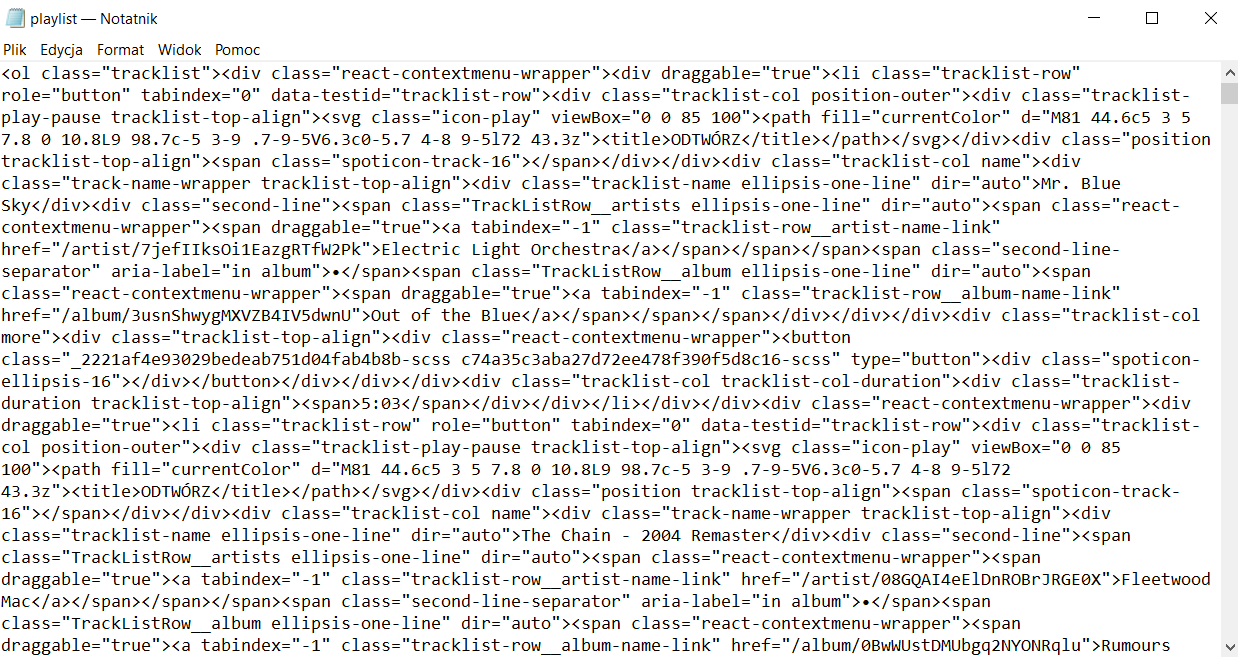 playlist — Notatnik
Plik Edycja Format Widok Pomoc
<ol class="tracklist"><div class="react-contextmenu-wrapper"><div draggable="true"><li class="tracklist-row"
role="button" tabindex="0" data-testid="tracklist-row"><div class="tracklist-col position-outer"><div class="tracklist-
play-pause tracklist-top-align"><svg class="icon-play" viewBox="0 0 85 100"><path fill="currentColor" d="M81 44.6c5 3 5
7.8 0 10.8L9 98.7c-5 3-9 .7-9-5V6.3c0-5.7 4-8 9-5l72 43.3z"><title>ODTWÓRZ</title></path></svg></div><div class="position
tracklist-top-align"><span class="spoticon-track-16"></span></div></div><div class="tracklist-col name"><div
class="track-name-wrapper tracklist-top-align"><div class="tracklist-name ellipsis-one-line" dir="auto">Mr. Blue
Sky</div><div class="second-line"><span class="TrackListRow__artists ellipsis-one-line" dir="auto"><span class="react-
contextmenu-wrapper"><span draggable="true"><a tabindex="-1" class="tracklist-row__artist-name-link"
href="/artist/7jefIIksOi1EazgRTfW2Pk">Electric Light Orchestra</a></span></span></span><span class="second-line-
separator" aria-label="in album">•</span><span class="TrackListRow__album ellipsis-one-line" dir="auto"><span
class="react-contextmenu-wrapper"><span draggable="true"><a tabindex="-1" class="tracklist-row__album-name-link"
href="/album/3usnShwygMXVZB4IV5dwnU">Out of the Blue</a></span></span></span></div></div></div><div class="tracklist-col
more"><div class="tracklist-top-align"><div class="react-contextmenu-wrapper"><button
class="_2221af4e93029bedeab751d04fab4b8b-scss c74a35c3aba27d72ee478f390f5d8c16-scss" type="button"><div class="spoticon-
ellipsis-16"></div></button></div></div></div><div class="tracklist-col tracklist-col-duration"><div class="tracklist-
duration tracklist-top-align"><span>5:03</span></div></div></li></div></div><div class="react-contextmenu-wrapper"><div
draggable="true"><li class="tracklist-row" role="button" tabindex="0" data-testid="tracklist-row"><div class="tracklist-
col position-outer"><div class="tracklist-play-pause tracklist-top-align"><svg class="icon-play" viewBox="0 0 85
100"><path fill="currentColor" d="M81 44.6c5 3 5 7.8 0 10.8L9 98.7c-5 3-9 .7-9-5V6.3c0-5.7 4-8 9-5l72
43.3z"><title>ODTWÓRZ</title></path></svg></div><div class="position tracklist-top-align"><span class="spoticon-track-
16"></span></div></div><div class="tracklist-col name"><div class="track-name-wrapper tracklist-top-align"><div
class="tracklist-name ellipsis-one-line" dir="auto">The Chain - 2004 Remaster</div><div class="second-line"><span
class="TrackListRow__artists ellipsis-one-line" dir="auto"><span class="react-contextmenu-wrapper"><span
draggable="true"><a tabindex="-1" class="tracklist-row__artist-name-link" href="/artist/08GQAI4eElDnROBrJRGE0X">Fleetwood
Mac</a></span></span></span><span class="second-line-separator" aria-label="in album">•</span><span
class="TrackListRow__album ellipsis-one-line" dir="auto"><span class="react-contextmenu-wrapper"><span
draggable="true"><a tabindex="-1" class="tracklist-row__album-name-link" href="/album/0BwWUstDMUbgq2NYONRqlu">Rumours